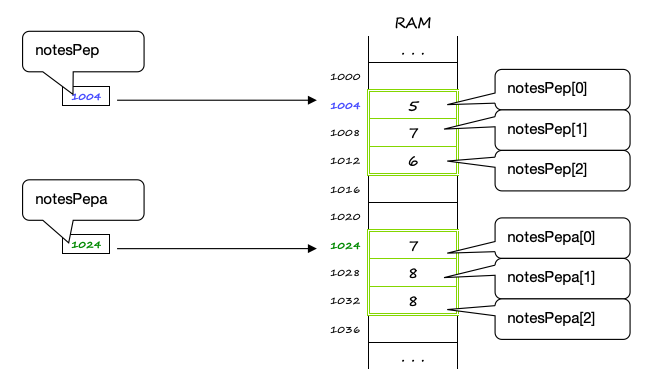 RAM
...
notesPep
1004
1000
1004 5 notesPep[0]
1008 7 notesPep[1]
1012 6 notesPep[2]
1016
notesPepa
1024
1020
1024 7 notesPepa[0]
1028 8 notesPepa[1]
1032 8 notesPepa[2]
1036
...